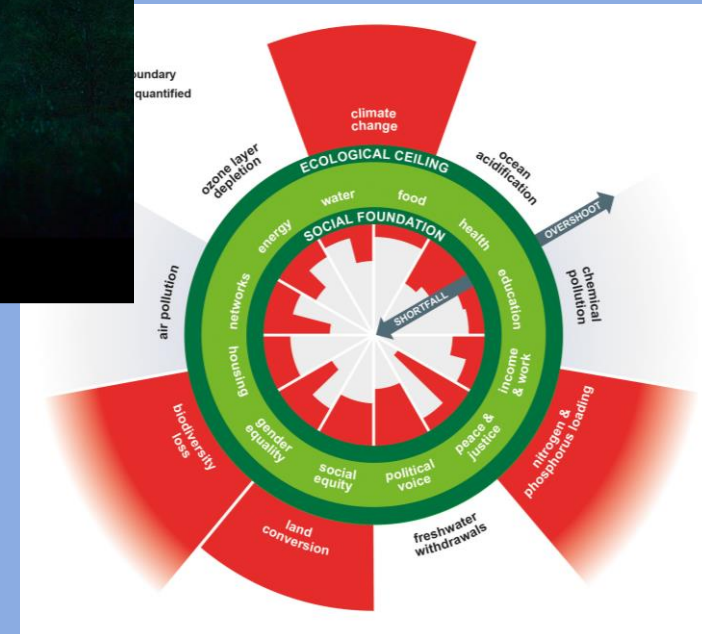 oundary
quantified
climate
change
ozone layer
depletion
ocean
acidification
ECOLOGICAL CEILING
water
food
energy
health
SOCIAL FOUNDATION
OVERSHOOT
SHORTFALL
networks
education
air pollution
chemical
pollution
housing
income
& work
biodiversity
loss
gender
equality
social
equity
political
voice
peace &
justice
nitrogen &
phosphorus loading
land
conversion
freshwater
withdrawals